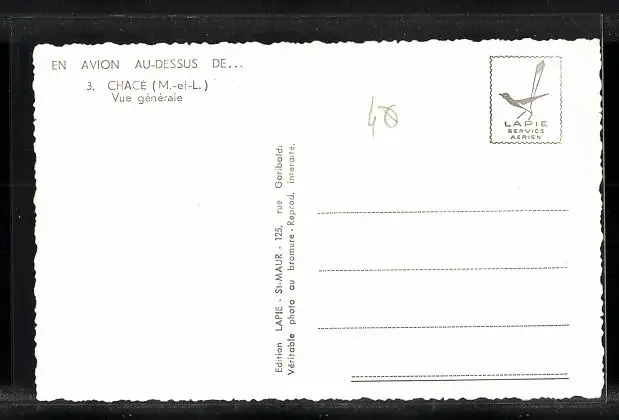 EN AVION AU-DESSUS DE...
3. CHACÉ (M.-et-L.)
Vue générale
LAPIE
SERVICE
AERIEN
Edition LAPIE - St-MAUR - 125, rue Garibaldi
Véritable photo au bromure - Reprod. interdite.